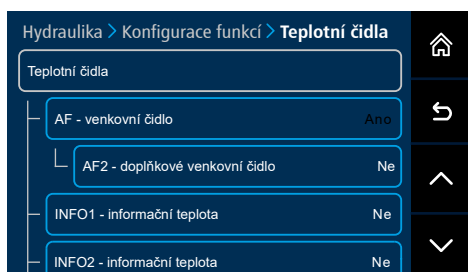 Hydraulika > Konfigurace funkcí > Teplotní čidla
Teplotní čidla
AF - venkovní čidlo Ano
AF2 - doplňkové venkovní čidlo Ne
INFO1 - informační teplota Ne
INFO2 - informační teplota Ne